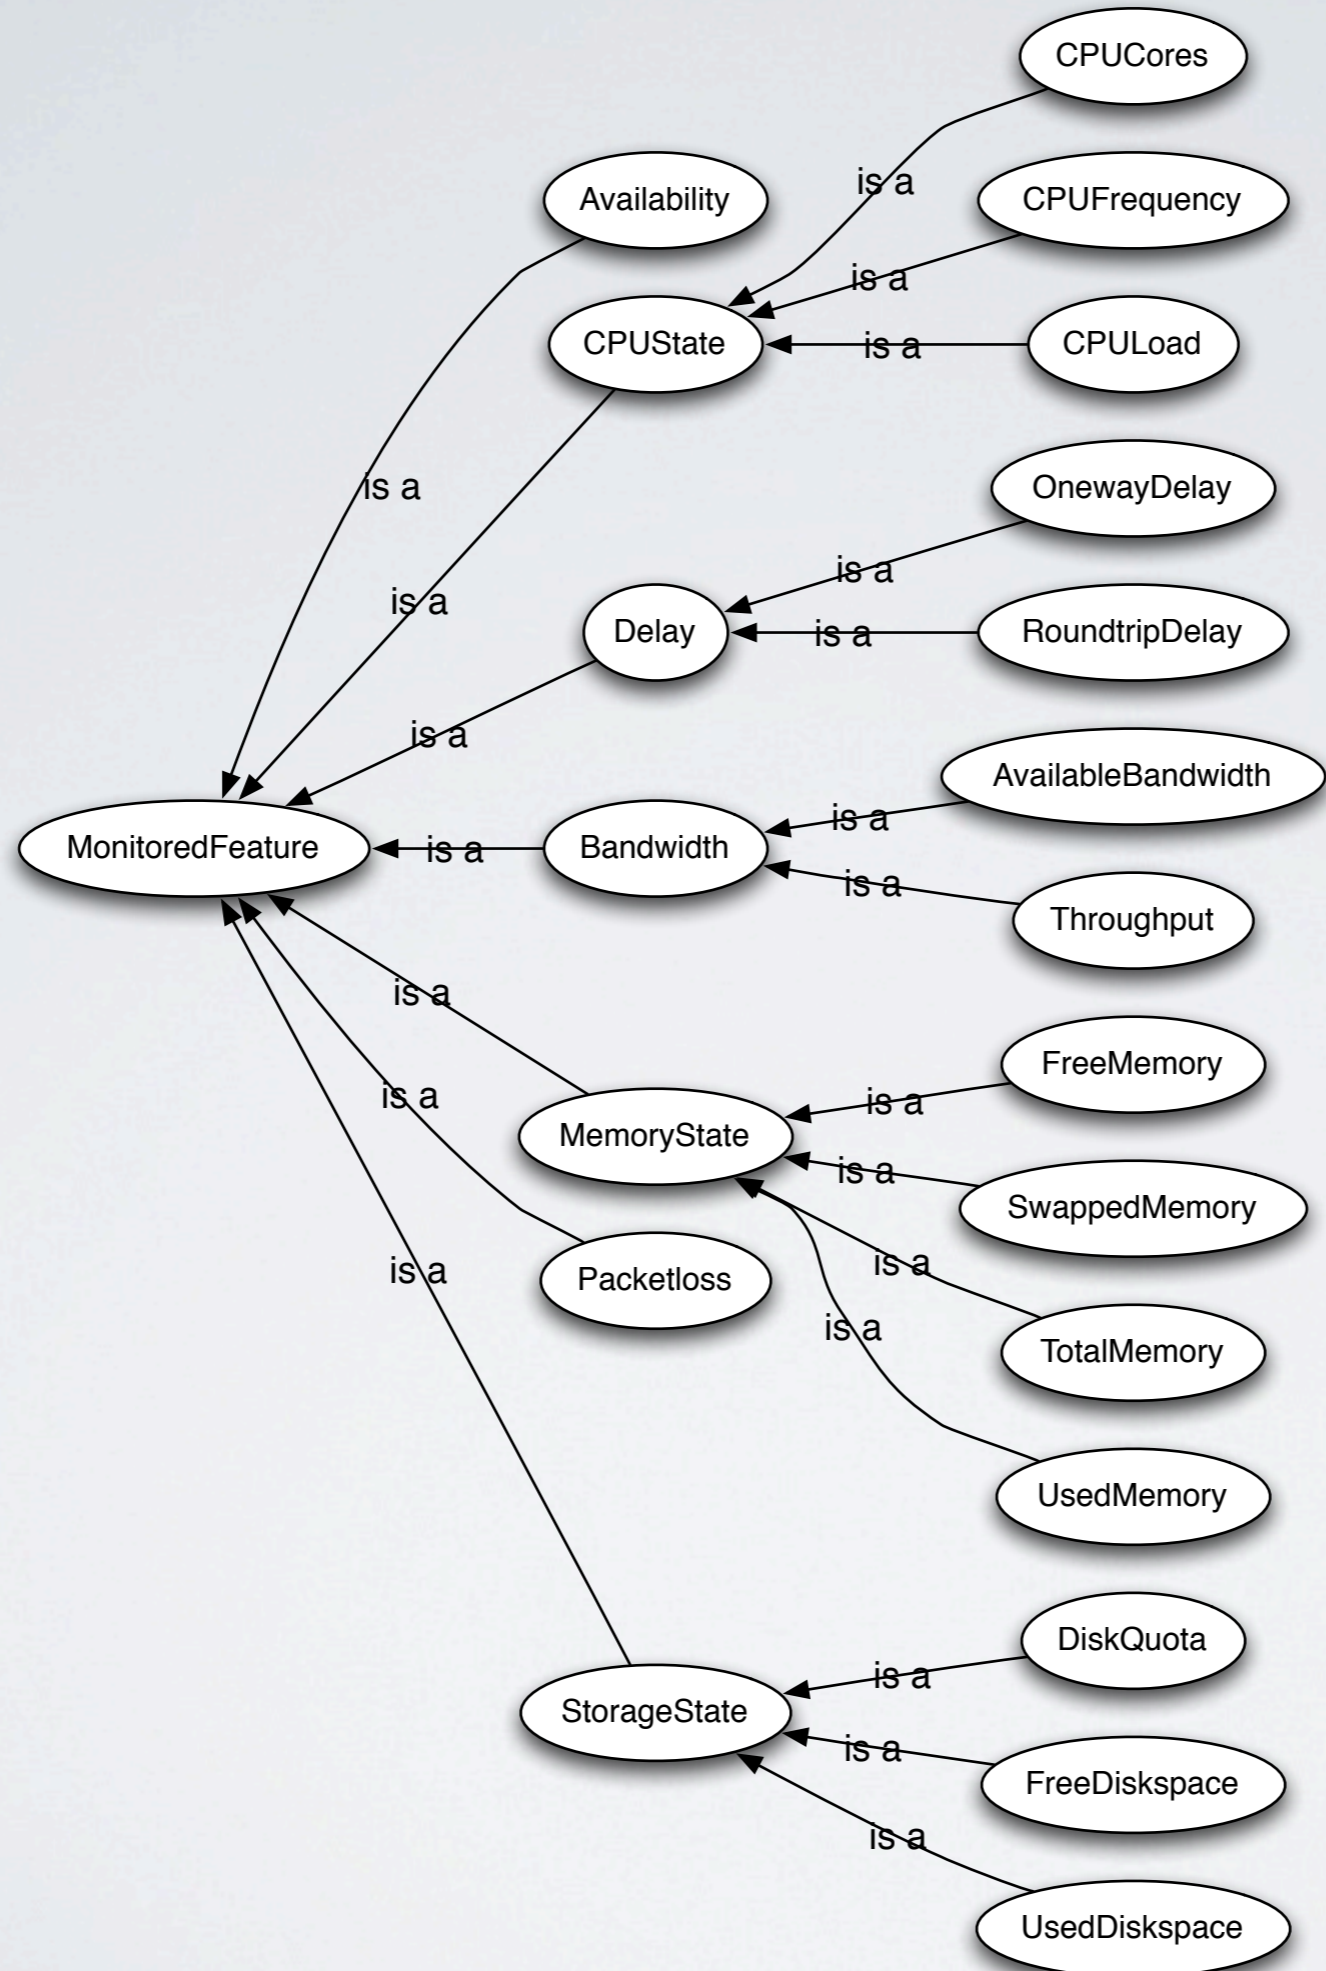 CPUCores
is a
Availability
CPUFrequency
is a
CPUState
is a
CPULoad
is a
OnewayDelay
is a
is a
Delay
is a
RoundtripDelay
is a
AvailableBandwidth
is a
MonitoredFeature
is a
Bandwidth
is a
Throughput
is a
FreeMemory
is a
is a
MemoryState
is a
SwappedMemory
is a
is a
Packetloss
is a
TotalMemory
UsedMemory
DiskQuota
is a
StorageState
is a
FreeDiskspace
is a
UsedDiskspace